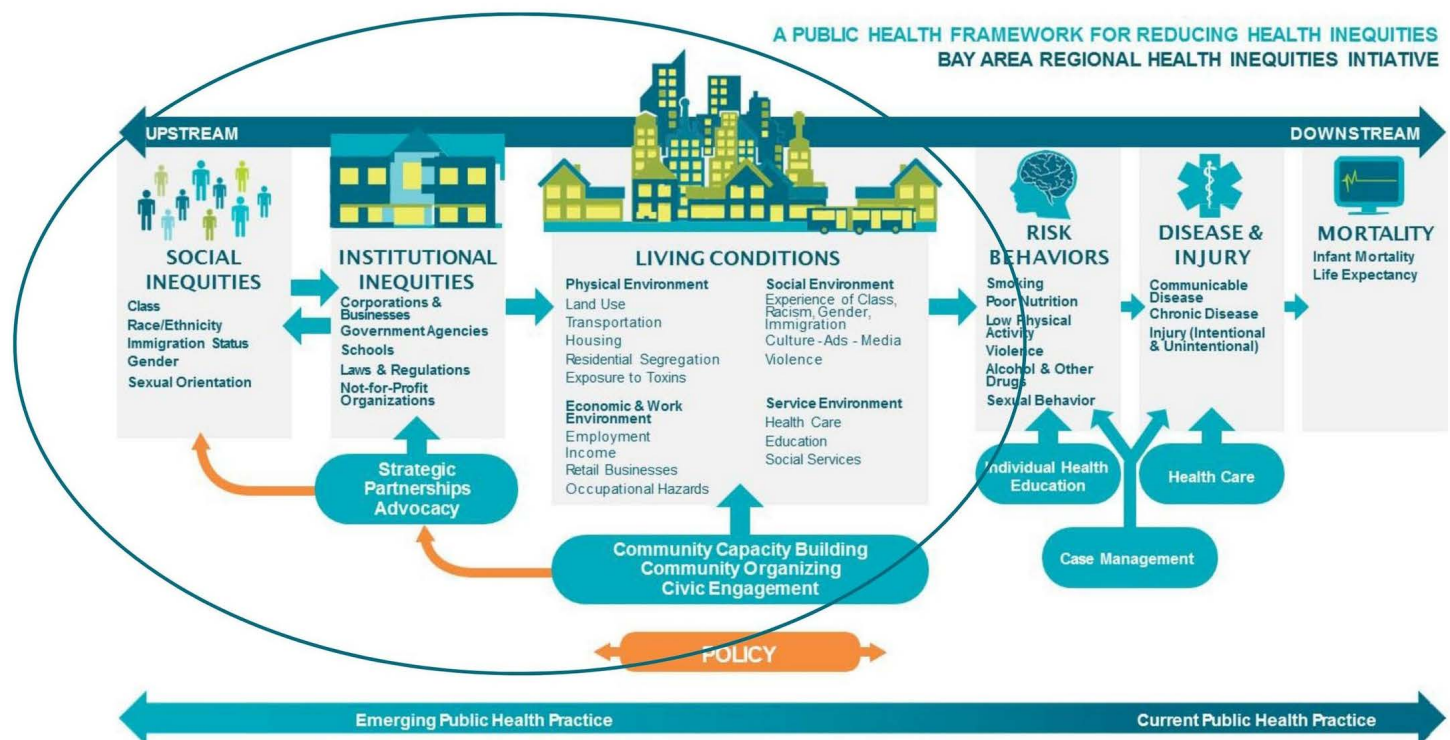 A PUBLIC HEALTH FRAMEWORK FOR REDUCING HEALTH INEQUITIES
BAY AREA REGIONAL HEALTH INEQUITIES INTIATIVE
UPSTREAM
DOWNSTREAM
SOCIAL
INEQUITIES
Class
Race/Ethnicity
Immigration Status
Gender
Sexual Orientation
INSTITUTIONAL
INEQUITIES
Corporations &
Businesses
Government Agencies
Schools
Laws & Regulations
Not-for-Profit
Organizations
LIVING CONDITIONS
Physical Environment
Land Use
Transportation
Housing
Residential Segregation
Exposure to Toxins
Economic & Work
Environment
Employment
Income
Retail Businesses
Occupational Hazards
Social Environment
Experience of Class,
Racism, Gender,
Immigration
Culture - Ads - Media
Violence
Service Environment
Health Care
Education
Social Services
RISK
BEHAVIORS
Smoking
Poor Nutrition
Low Physical
Activity
Violence
Alcohol & Other
Drugs
Sexual Behavior
DISEASE &
INJURY
Communicable
Disease
Chronic Disease
Injury (Intentional
& Unintentional)
MORTALITY
Infant Mortality
Life Expectancy
Strategic
Partnerships
Advocacy
Community Capacity Building
Community Organizing
Civic Engagement
Individual Health
Education
Health Care
Case Management
POLICY
Emerging Public Health Practice
Current Public Health Practice